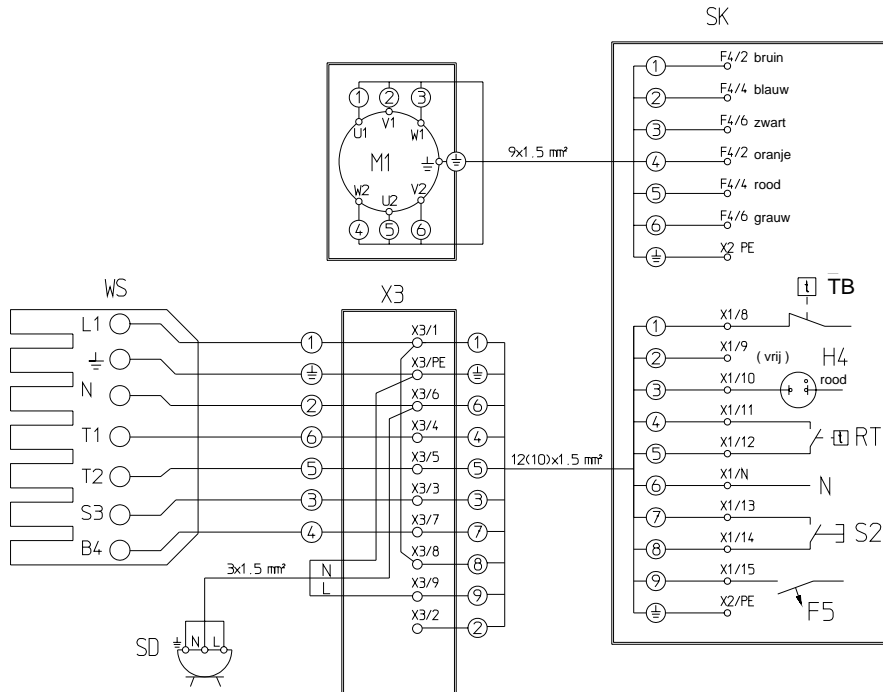 SK
1 F4/2 bruin
2 F4/4 blauw
3 F4/6 zwart
4 F4/2 oranje
5 F4/4 rood
6 F4/6 grauw
X2 PE
1 2 3
U1 V1 W1
M1
W2 U2 V2
4 5 6
9x1.5 mm²
WS
X3
L1 1 X3/1 1
X3/PE
N 2 X3/6 6
T1 6 X3/4 4
T2 5 X3/5 5
S3 3 X3/3 3
B4 4 X3/7 7
X3/8 8
N
L X3/9 9
X3/2 2
3x1.5 mm²
SD
N L
12(10)x1.5 mm²
t TB
1 X1/8
2 X1/9 (vrij) H4
3 X1/10 rood
4 X1/11
t RT
5 X1/12
6 X1/N N
7 X1/13
S2
8 X1/14
9 X1/15
F5
X2/PE